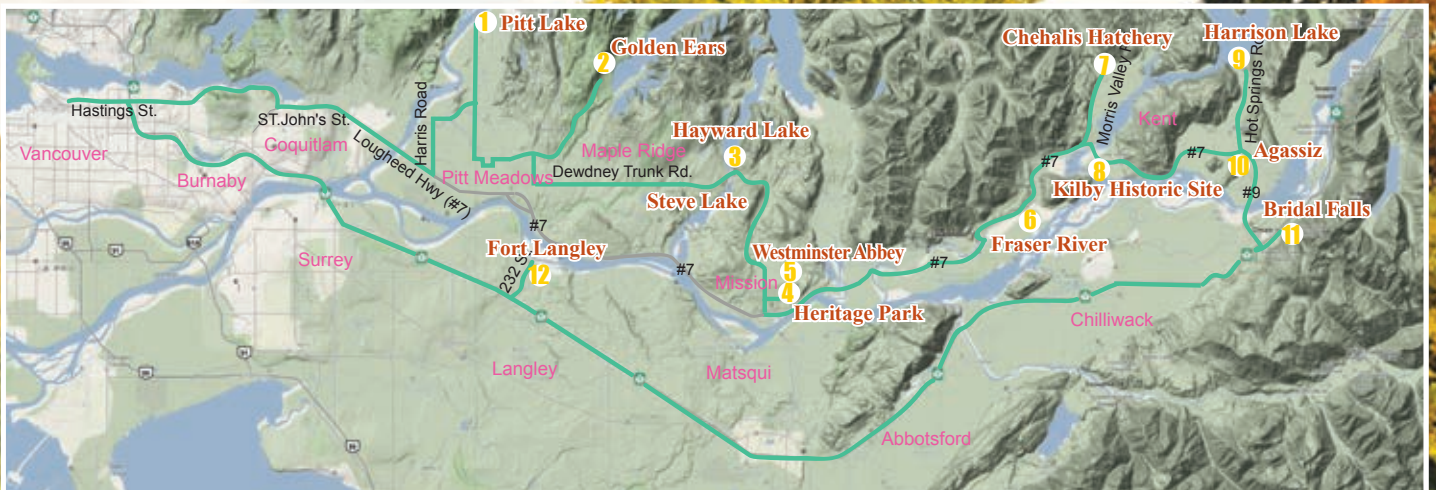 1 Pitt Lake
2 Golden Ears
Chehalis Hatchery
7
Harrison Lake
9
Hastings St.
ST.John's St.
Lougheed Hwy (#7)
Harris Road
Morris Valley
Hot Springs Rd
Vancouver
Burnaby
Coquitlam
Pitt Meadows
Maple Ridge
Dewdney Trunk Rd.
Hayward Lake
3
Steve Lake
Kent
#7
#7
8
Kilby Historic Site
10
Agassiz
#9
Bridal Falls
11
6
Fraser River
#7
#7
#7
Surrey
Fort Langley
232 S
12
Westminster Abbey
5
Mission
4
Heritage Park
Chilliwack
Langley
Matsqui
Abbotsford